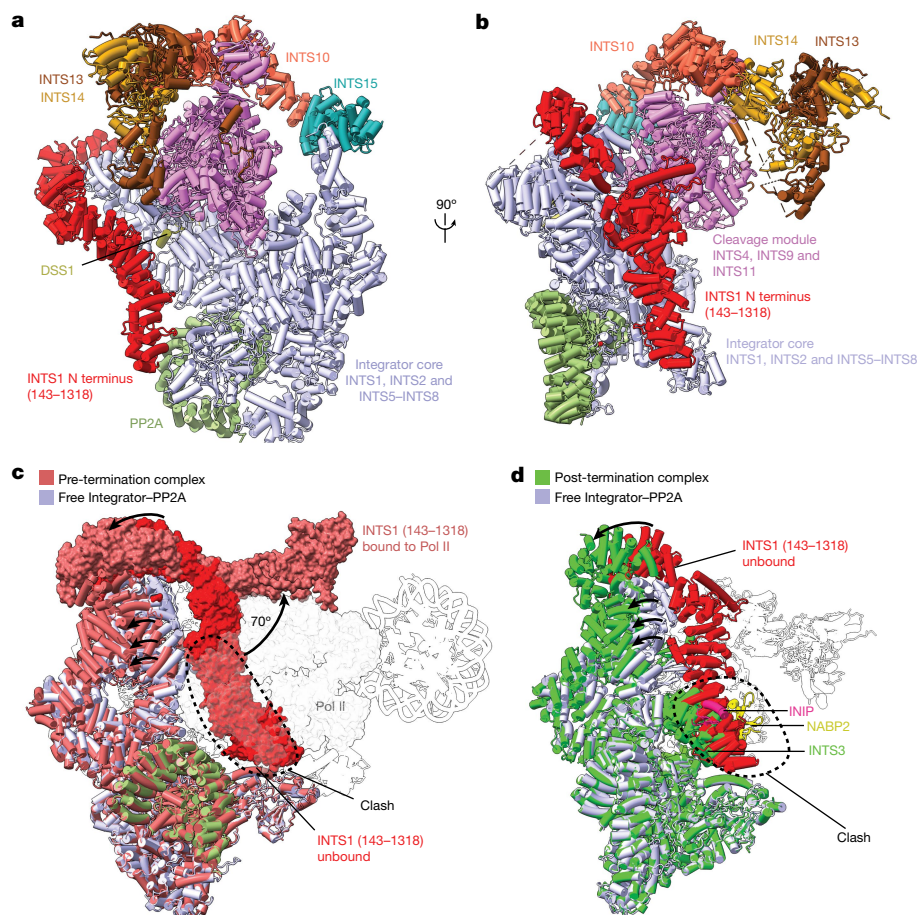 a
INTS13
INTS14
INTS10
INTS15
DSS1
INTS1 N terminus
(143–1318)
PP2A
Integrator core
INTS1, INTS2 and
INTS5–INTS8
90º
b
INTS10
INTS14
INTS13
Cleavage module
INTS4, INTS9 and
INTS11
INTS1 N terminus
(143–1318)
Integrator core
INTS1, INTS2 and INTS5–INTS8
c
Pre-termination complex
Free Integrator–PP2A
INTS1 (143–1318)
bound to Pol II
70º
Pol II
Clash
INTS1 (143–1318)
unbound
d
Post-termination complex
Free Integrator–PP2A
INTS1 (143–1318)
unbound
INIP
NABP2
INTS3
Clash